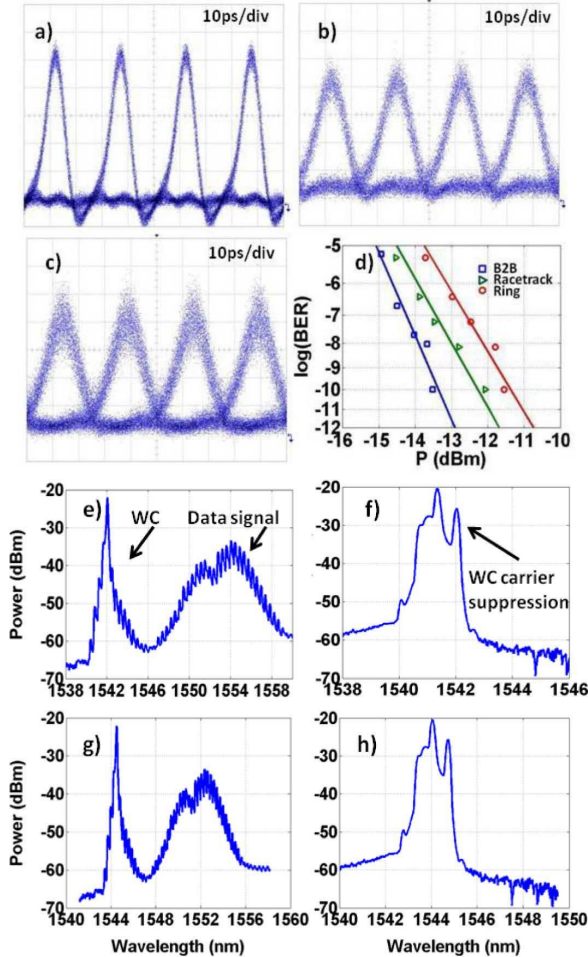 a)
10ps/div
b)
10ps/div
c)
10ps/div
d)
B2B
Racetrack
Ring
log(BER)
-5
-6
-7
-8
-10
-12
-16 -15 -14 -13 -12 -11 -10
P (dBm)
e)
WC
Data signal
Power (dBm)
-20
-30
-40
-50
-60
-70
1538 1542 1546 1550 1554 1558
f)
WC carrier
suppression
-20
-30
-40
-50
-60
-70
1538 1540 1542 1544 1546
g)
Power (dBm)
-20
-30
-40
-50
-60
-70
1540 1544 1548 1552 1556 1560
Wavelength (nm)
h)
-20
-30
-40
-50
-60
-70
1540 1542 1544 1546 1548 1550
Wavelength (nm)